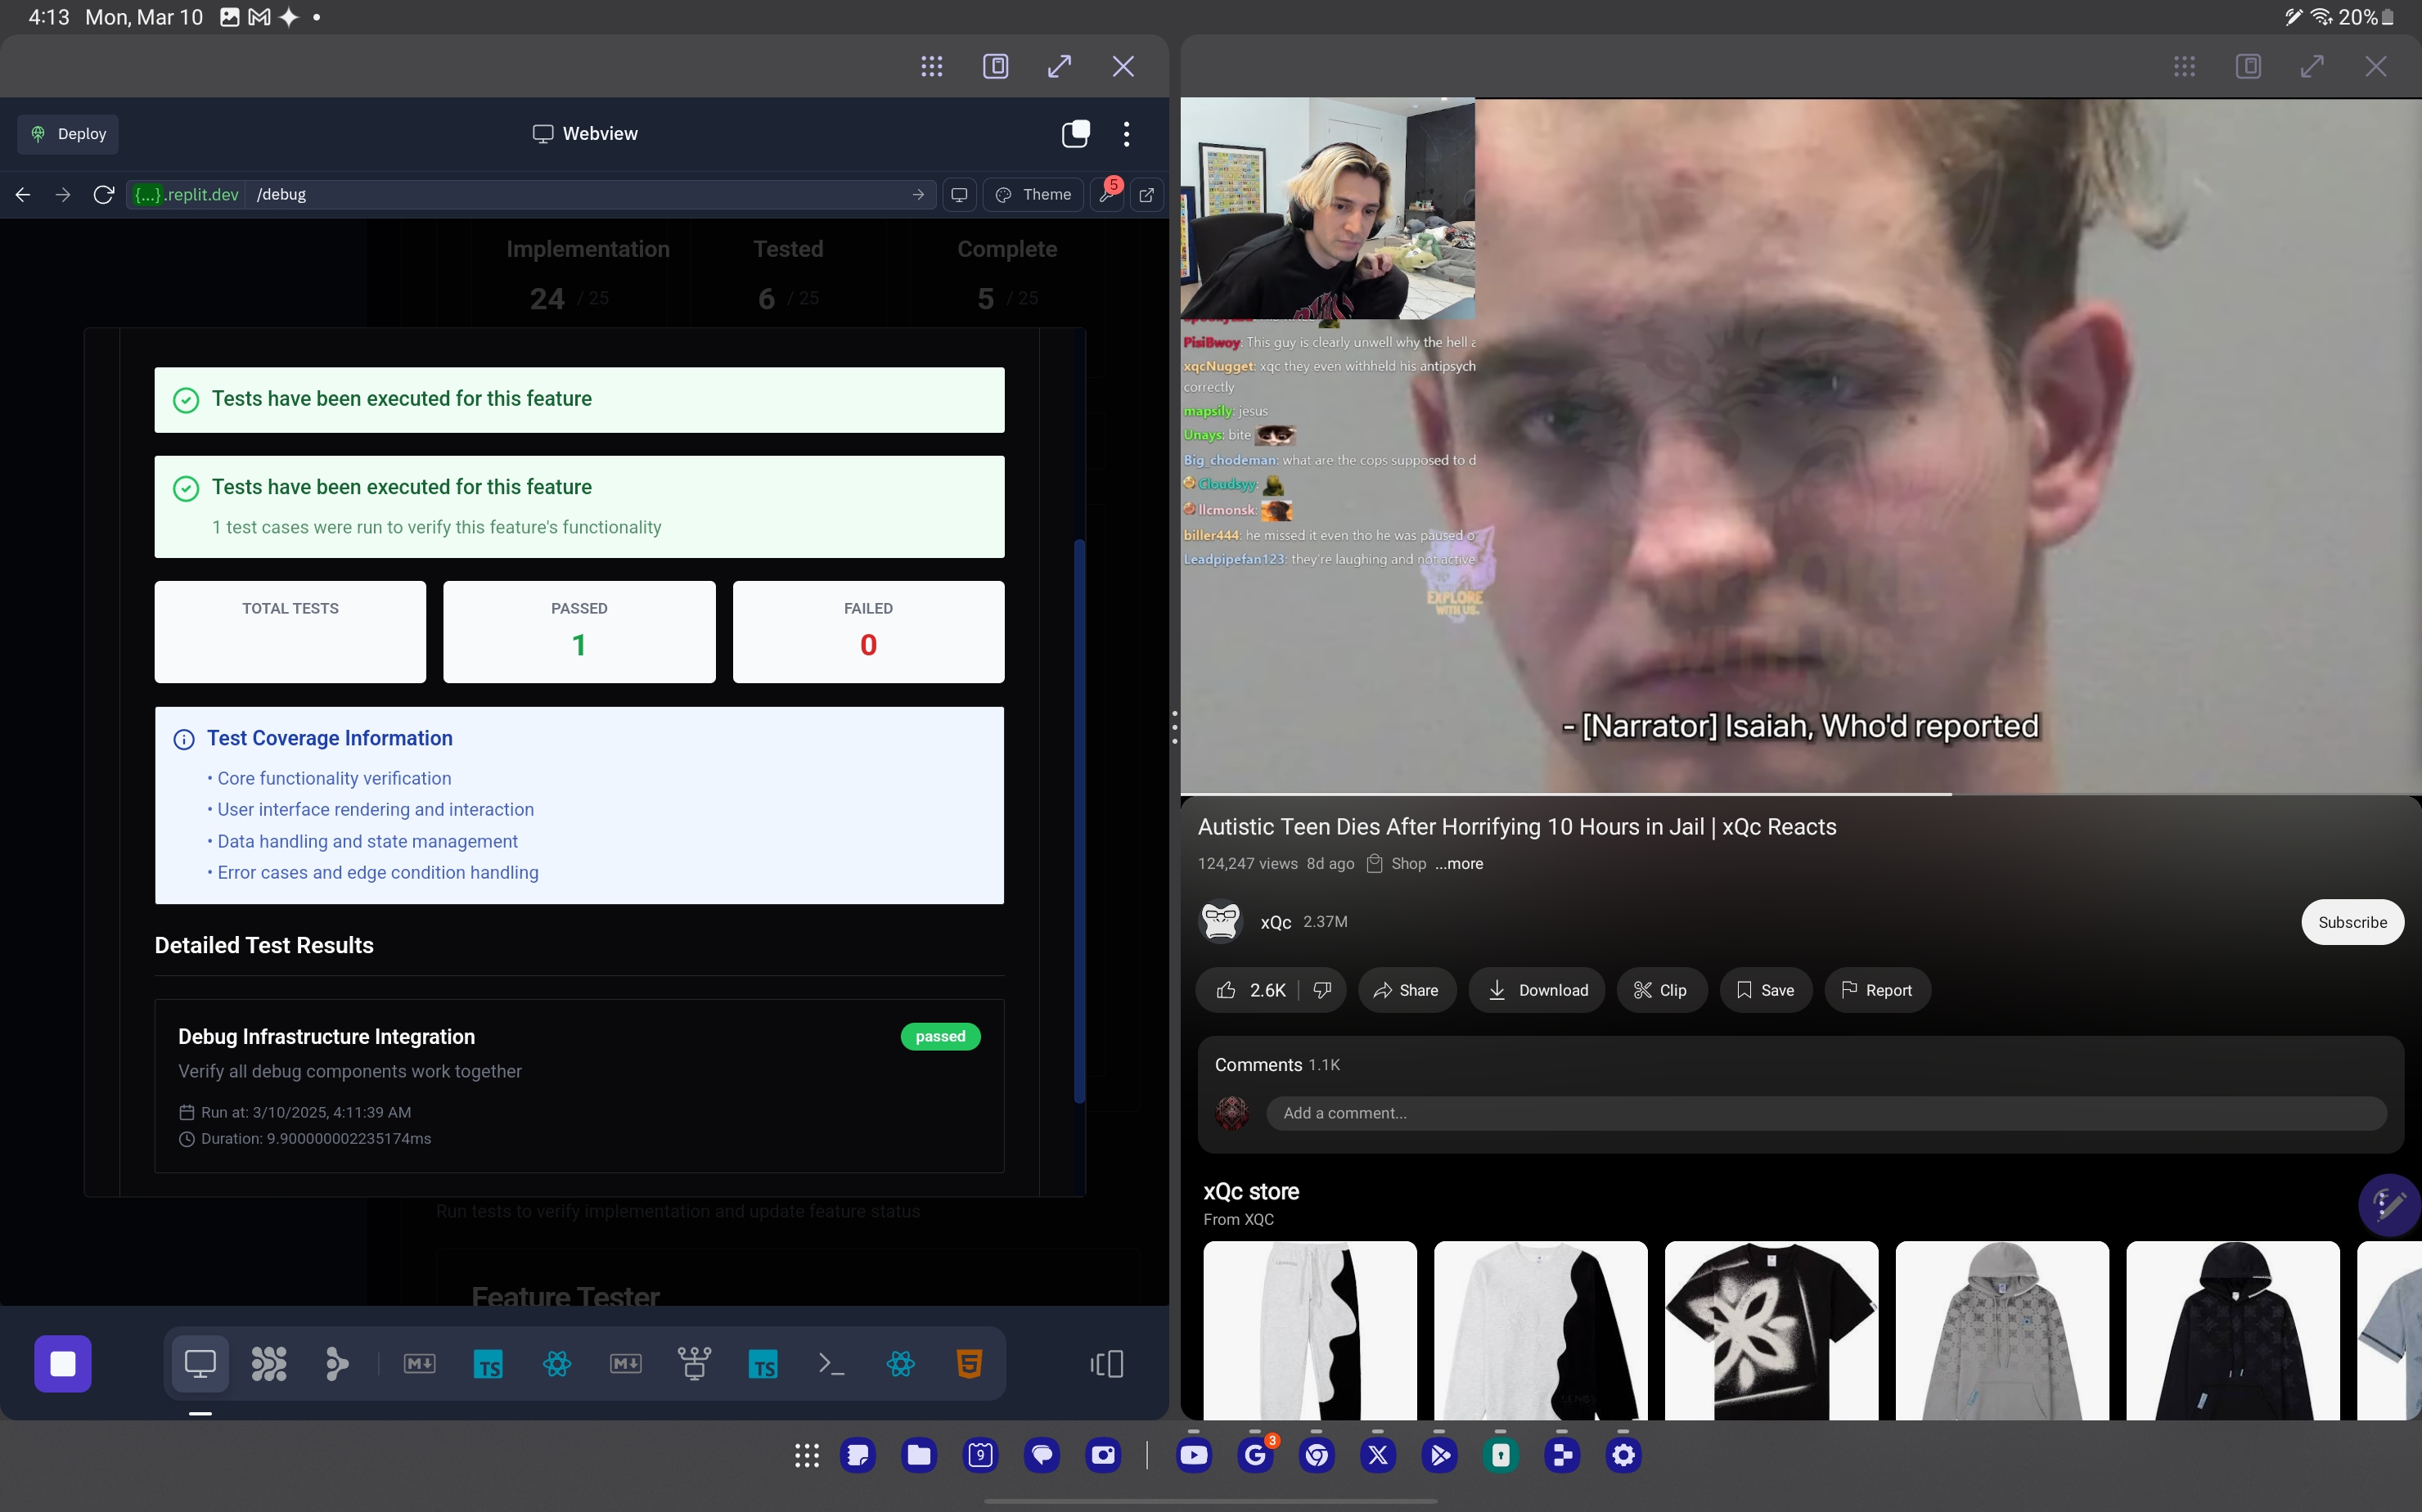 4:13 Mon, Mar 10
20%
Deploy
Webview
{...}.replit.dev /debug
Theme
5
Implementation Tested Complete
24 / 25 6 / 25 5 / 25
Tests have been executed for this feature
Tests have been executed for this feature
1 test cases were run to verify this feature's functionality
TOTAL TESTS PASSED FAILED
1 0
Test Coverage Information
• Core functionality verification
• User interface rendering and interaction
• Data handling and state management
• Error cases and edge condition handling
Detailed Test Results
Debug Infrastructure Integration passed
Verify all debug components work together
Run at: 3/10/2025, 4:11:39 AM
Duration: 9.900000002235174ms
Run tests to verify implementation and update feature status
Feature Tester
TS
TS
PisiBwoy: This guy is clearly unwell why the hell
xqcNugget: xqc they even withheld his antipsych
correctly
mapsily: jesus
Unays: bite
Big_chodeman: what are the cops supposed to d
Cloudsyy:
llcmonsk:
biller444: he missed it even tho he was paused
Leadpipefan123: they're laughing and not active
EXPLORE
WITH US
- [Narrator] Isaiah, Who'd reported
Autistic Teen Dies After Horrifying 10 Hours in Jail | xQc Reacts
124,247 views 8d ago Shop ...more
xQc 2.37M
Subscribe
2.6K Share Download Clip Save Report
Comments 1.1K
Add a comment...
xQc store
From XQC
9
3